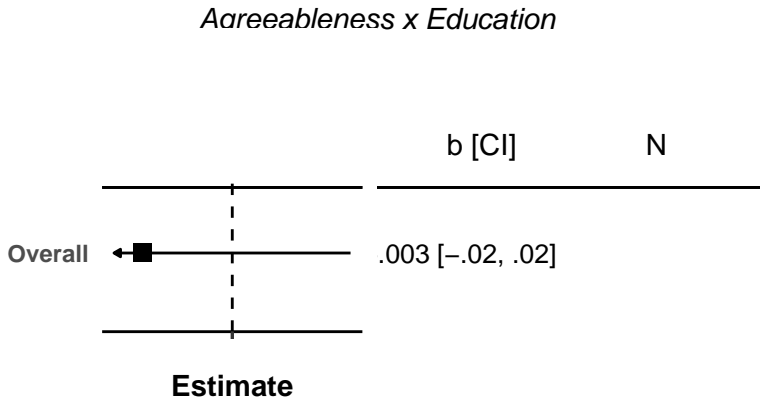 Agreeableness x Education
b [CI] N
Overall .003 [−.02, .02]
Estimate